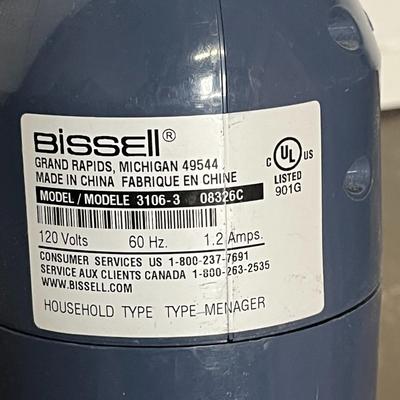 BISSELL®
GRAND RAPIDS, MICHIGAN 49544
MADE IN CHINA FABRIQUE EN CHINE
MODEL / MODELE 3106-3 08326C
120 Volts 60 Hz. 1.2 Amps.
CONSUMER SERVICES US 1-800-237-7691
SERVICE AUX CLIENTS CANADA 1-800-263-2535
WWW.BISSELL.COM
HOUSEHOLD TYPE TYPE MENAGER
C UL® US
LISTED
901G